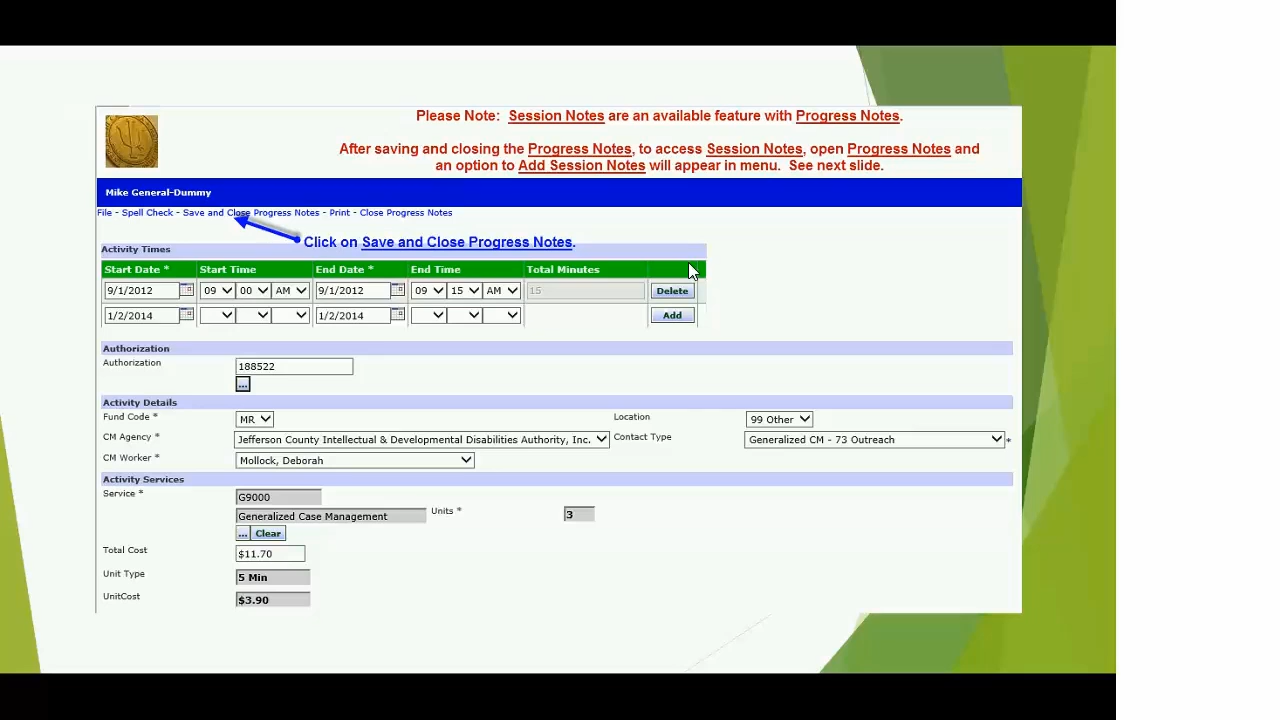 Please Note: Session Notes are an available feature with Progress Notes.
After saving and closing the Progress Notes, to access Session Notes, open Progress Notes and
an option to Add Session Notes will appear in menu. See next slide.
Mike General-Dummy
File - Spell Check - Save and Close Progress Notes - Print - Close Progress Notes
Click on Save and Close Progress Notes.
Activity Times
Start Date * Start Time End Date * End Time Total Minutes
9/1/2012 09 00 AM 9/1/2012 09 15 AM 15 Delete
1/2/2014 1/2/2014 Add
Authorization
Authorization 188522
...
Activity Details
Fund Code * MR Location 99 Other
CM Agency * Jefferson County Intellectual & Developmental Disabilities Authority, Inc. Contact Type Generalized CM - 73 Outreach *
CM Worker * Mollock, Deborah
Activity Services
Service * G9000
Generalized Case Management Units * 3
... Clear
Total Cost $11.70
Unit Type 5 Min
UnitCost $3.90